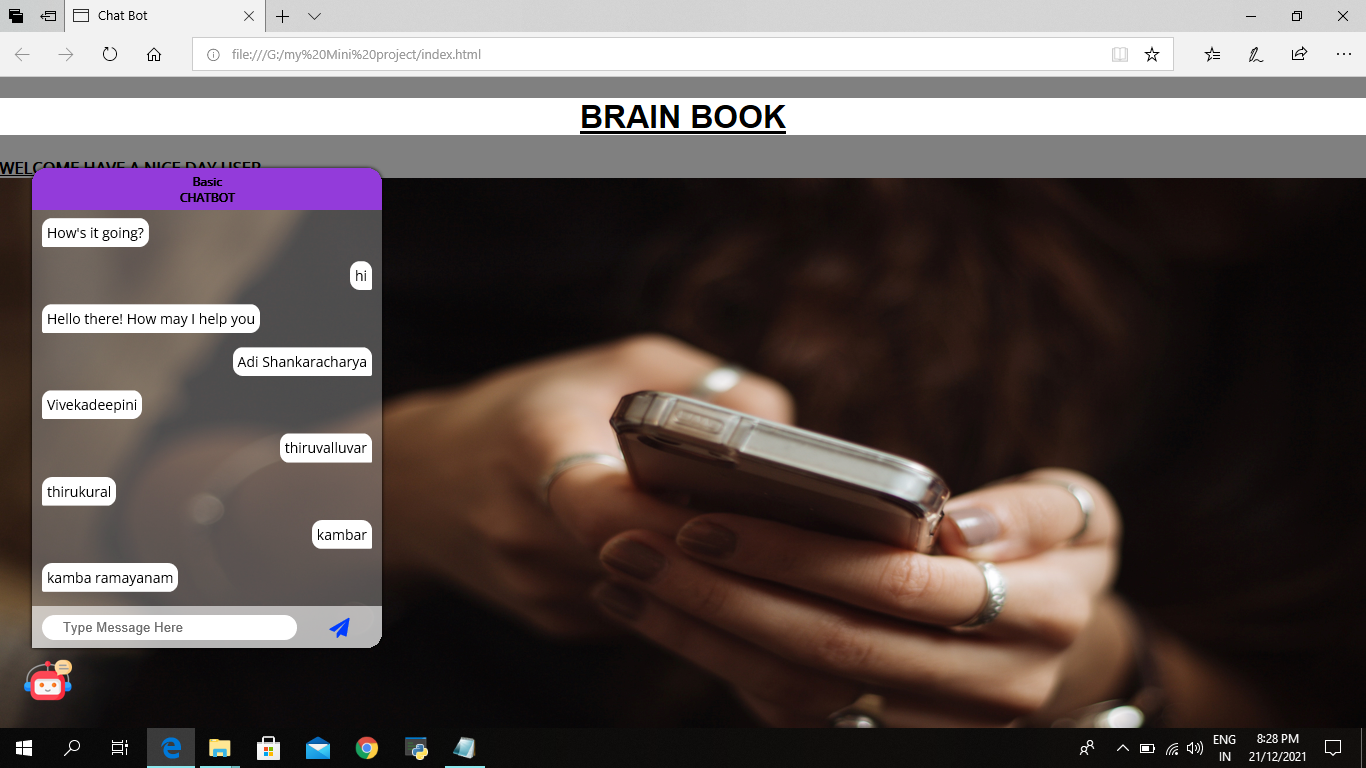 Chat Bot
file:///G:/my%20Mini%20project/index.html
BRAIN BOOK
WELCOME HAVE A NICE DAY USER
Basic
CHATBOT
How's it going?
hi
Hello there! How may I help you
Adi Shankaracharya
Vivekadeepini
thiruvalluvar
thirukural
kambar
kamba ramayanam
Type Message Here
ENG
IN
8:28 PM
21/12/2021